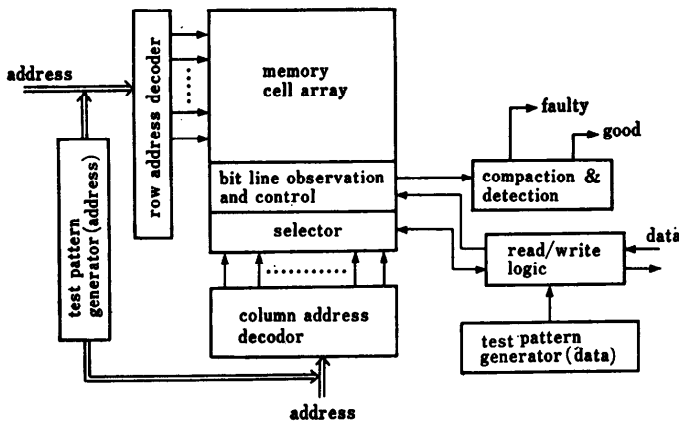 address
row address decoder
memory
cell array
faulty
good
test pattern
generator(address)
bit line observation
and control
compaction &
detection
selector
read/write
logic
data
column address
decodor
test pattern
generator(data)
address